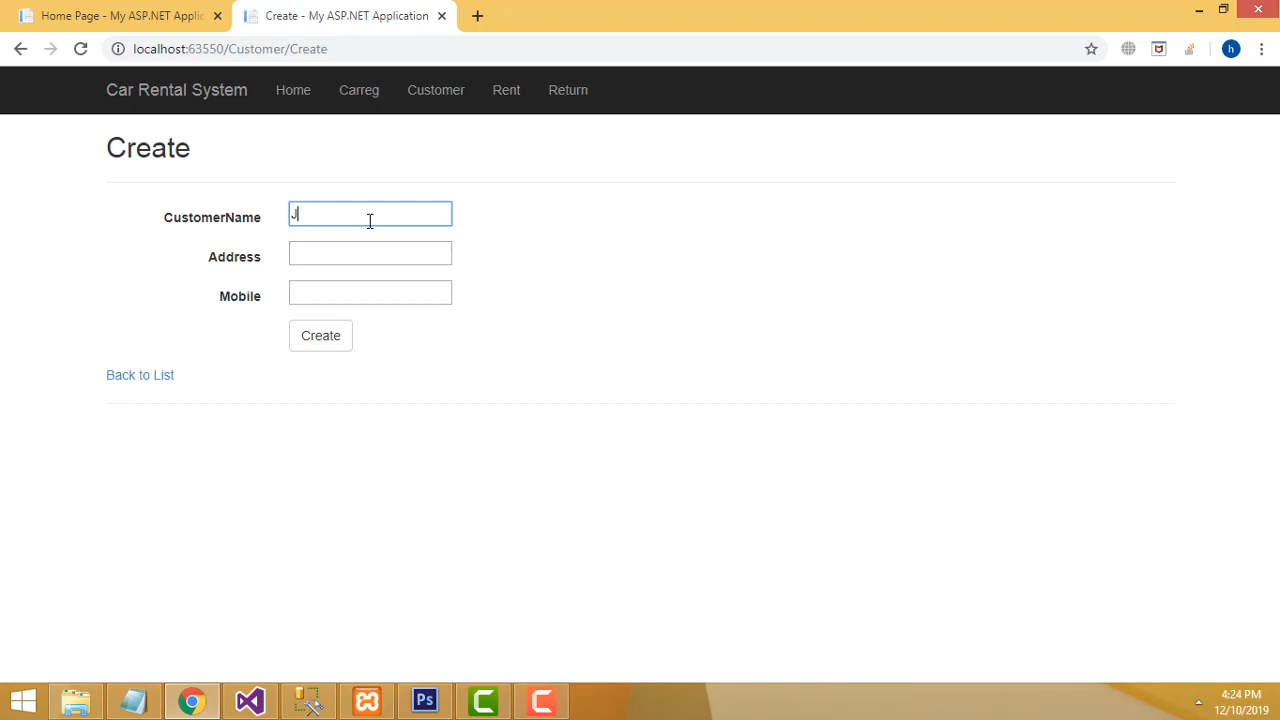 Home Page - My ASP.NET Applic
Create - My ASP.NET Application
localhost:63550/Customer/Create
h
Car Rental System Home Carreg Customer Rent Return
Create
CustomerName J
Address
Mobile
Create
Back to List
Ps
4:24 PM
12/10/2019